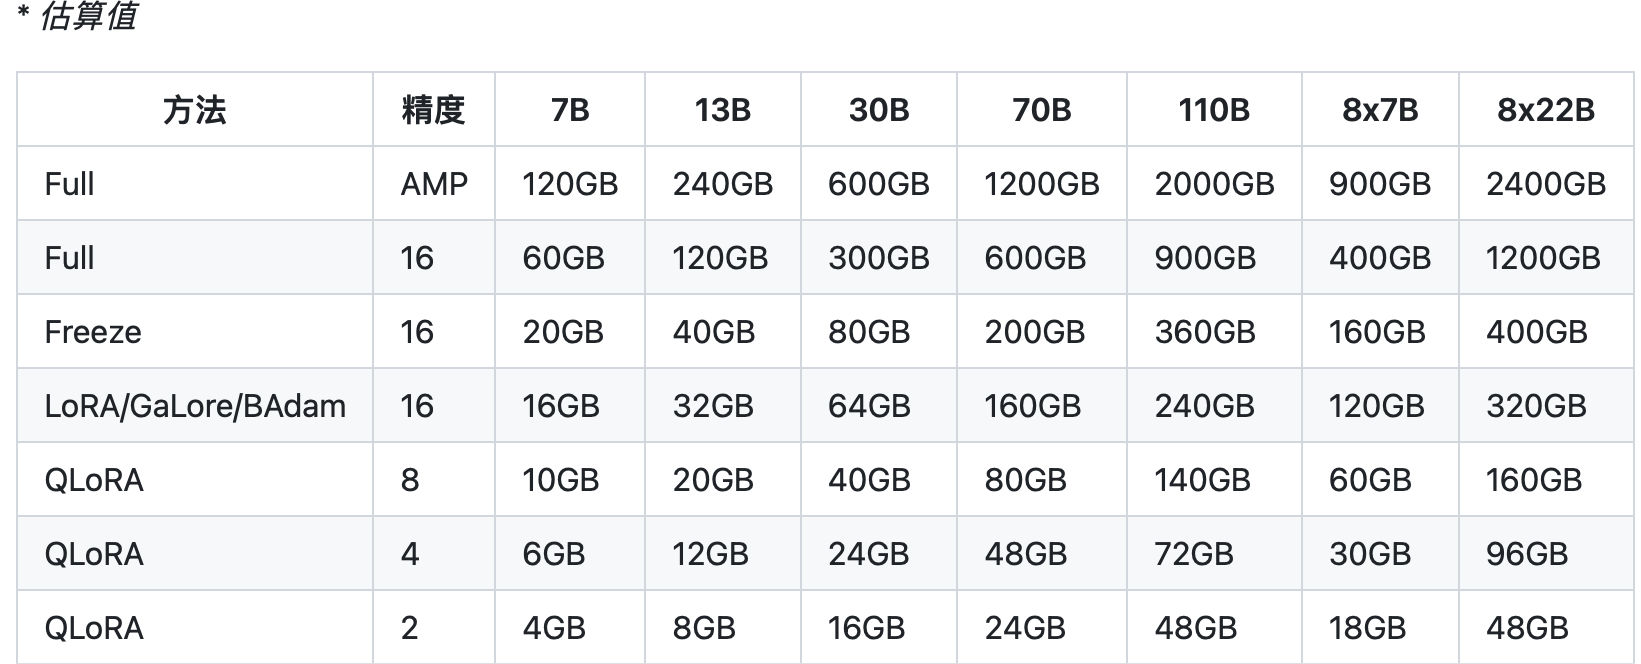 * 估算值
方法 精度 7B 13B 30B 70B 110B 8x7B 8x22B
Full AMP 120GB 240GB 600GB 1200GB 2000GB 900GB 2400GB
Full 16 60GB 120GB 300GB 600GB 900GB 400GB 1200GB
Freeze 16 20GB 40GB 80GB 200GB 360GB 160GB 400GB
LoRA/GaLore/BAdam 16 16GB 32GB 64GB 160GB 240GB 120GB 320GB
QLoRA 8 10GB 20GB 40GB 80GB 140GB 60GB 160GB
QLoRA 4 6GB 12GB 24GB 48GB 72GB 30GB 96GB
QLoRA 2 4GB 8GB 16GB 24GB 48GB 18GB 48GB